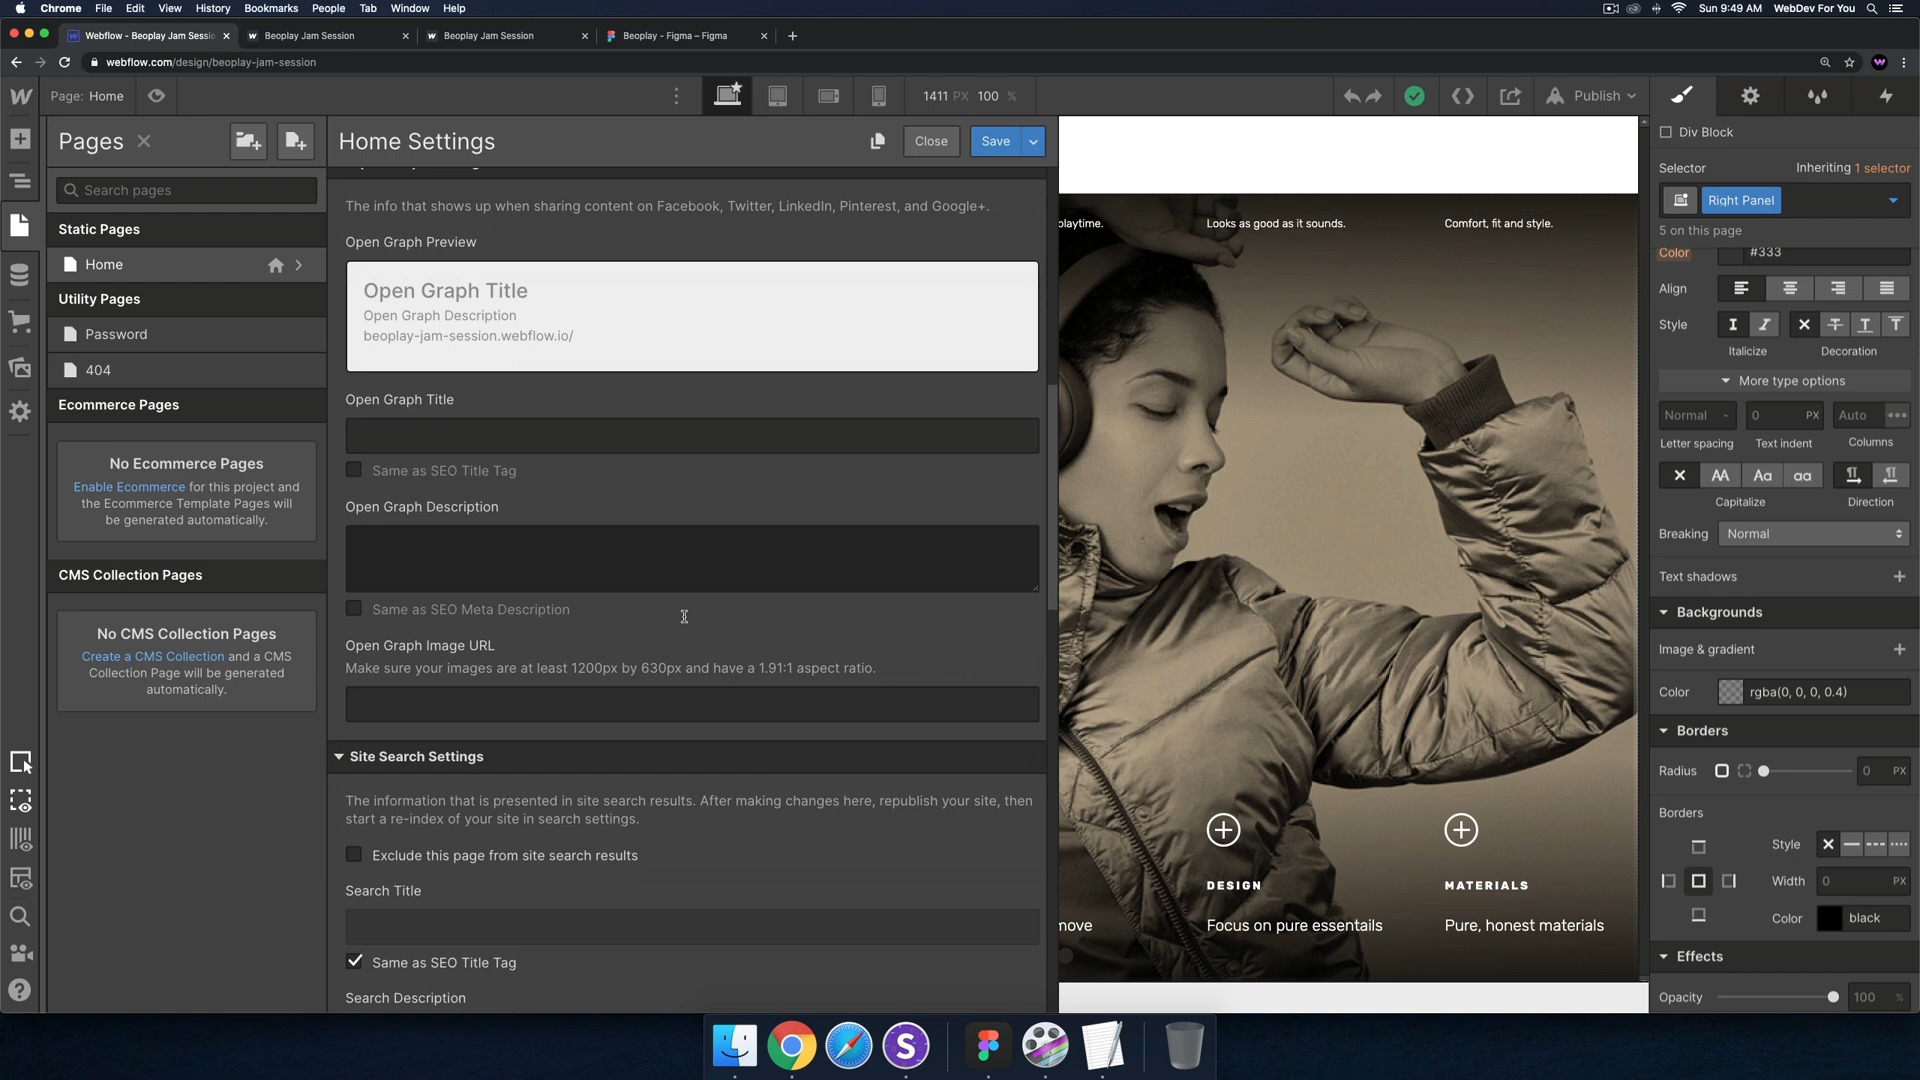 Chrome File Edit View History Bookmarks People Tab Window Help
Sun 9:49 AM WebDev For You
Webflow - Beoplay Jam Sessio
Beoplay Jam Session
Beoplay Jam Session
Beoplay - Figma – Figma
webflow.com/design/beoplay-jam-session
Page: Home
1411 PX 100 %
Publish
Pages
Search pages
Static Pages
Home
Utility Pages
Password
404
Ecommerce Pages
No Ecommerce Pages
Enable Ecommerce for this project and
the Ecommerce Template Pages will
be generated automatically.
CMS Collection Pages
No CMS Collection Pages
Create a CMS Collection and a CMS
Collection Page will be generated
automatically.
Home Settings
Close
Save
The info that shows up when sharing content on Facebook, Twitter, LinkedIn, Pinterest, and Google+.
Open Graph Preview
Open Graph Title
Open Graph Description
beoplay-jam-session.webflow.io/
Open Graph Title
Same as SEO Title Tag
Open Graph Description
Same as SEO Meta Description
Open Graph Image URL
Make sure your images are at least 1200px by 630px and have a 1.91:1 aspect ratio.
Site Search Settings
The information that is presented in site search results. After making changes here, republish your site, then
start a re-index of your site in search settings.
Exclude this page from site search results
Search Title
Same as SEO Title Tag
Search Description
playtime.
Looks as good as it sounds.
Comfort, fit and style.
DESIGN
MATERIALS
move
Focus on pure essentails
Pure, honest materials
Div Block
Selector
Inheriting 1 selector
Right Panel
5 on this page
Color #333
Align
Style
Italicize
Decoration
More type options
Normal
0 PX
Auto
Letter spacing
Text indent
Columns
AA Aa aa
Capitalize
Direction
Breaking
Normal
Text shadows
Backgrounds
Image & gradient
Color rgba(0, 0, 0, 0.4)
Borders
Radius 0 PX
Borders
Style
Width 0 PX
Color black
Effects
Opacity 100 %